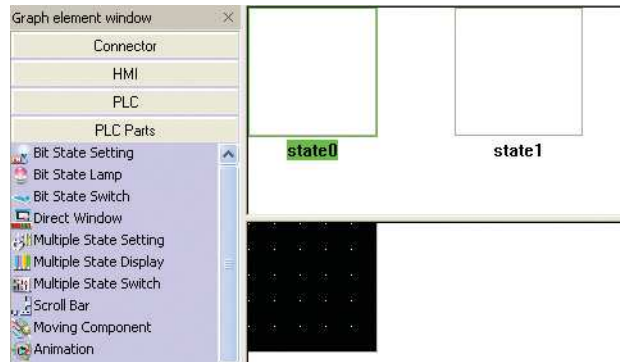 Graph element window
Connector
HMI
PLC
PLC Parts
Bit State Setting
Bit State Lamp
Bit State Switch
Direct Window
Multiple State Setting
Multiple State Display
Multiple State Switch
Scroll Bar
Moving Component
Animation
state0
state1